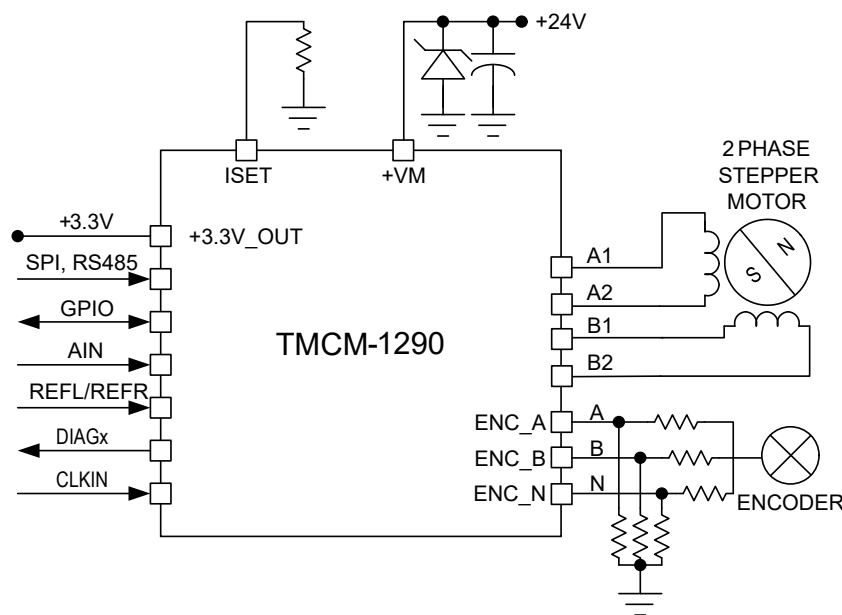 +24V
ISET
+VM
2 PHASE
STEPPER
MOTOR
+3.3V
+3.3V_OUT
SPI, RS485
GPIO
AIN
REFL/REFR
DIAGx
CLKIN
TMCM-1290
A1
A2
B1
B2
N
S
ENC_A
A
ENC_B
B
ENC_N
N
ENCODER